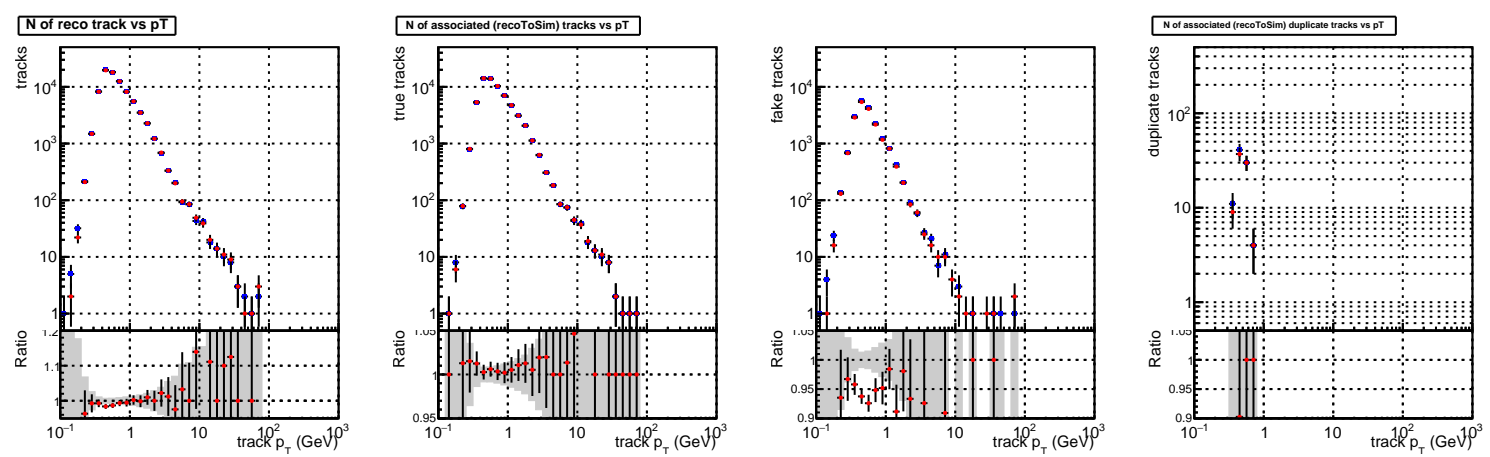 N of reco track vs pT
tracks
10^4
10^3
10^2
10
1
Ratio
1.2
1.1
1
10^-1 1 10 10^2 10^3
track p_T (GeV)
N of associated (recoToSim) tracks vs pT
true tracks
10^4
10^3
10^2
10
1
Ratio
1.05
1
0.95
10^-1 1 10 10^2 10^3
track p_T (GeV)
fake tracks
10^4
10^3
10^2
10
1
Ratio
1.05
1
0.95
0.9
10^-1 1 10 10^2 10^3
track p_T (GeV)
N of associated (recoToSim) duplicate tracks vs pT
duplicate tracks
10^2
10
1
Ratio
1.05
1
0.95
0.9
10^-1 1 10 10^2 10^3
track p_T (GeV)